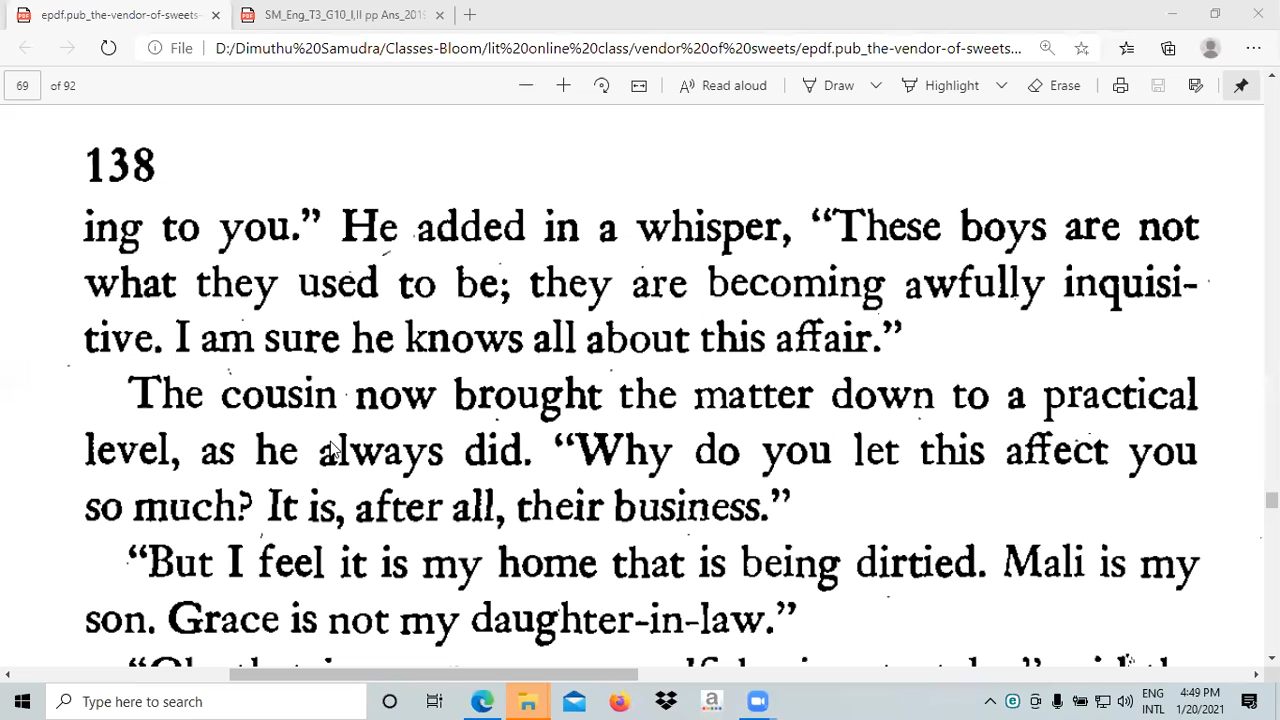 epdf.pub_the-vendor-of-sweets-
SM_Eng_T3_G10_I,II pp Ans_201
File D:/Dimuthu%20Samudra/Classes-Bloom/lit%20online%20class/vendor%20of%20sweets/epdf.pub_the-vendor-of-sweets...
69 of 92 Read aloud Draw Highlight Erase
138
ing to you.” He added in a whisper, “These boys are not
what they used to be; they are becoming awfully inquisi-
tive. I am sure he knows all about this affair.”
The cousin now brought the matter down to a practical
level, as he always did. “Why do you let this affect you
so much? It is, after all, their business.”
“But I feel it is my home that is being dirtied. Mali is my
son. Grace is not my daughter-in-law.”
Type here to search
ENG
INTL
4:49 PM
1/20/2021